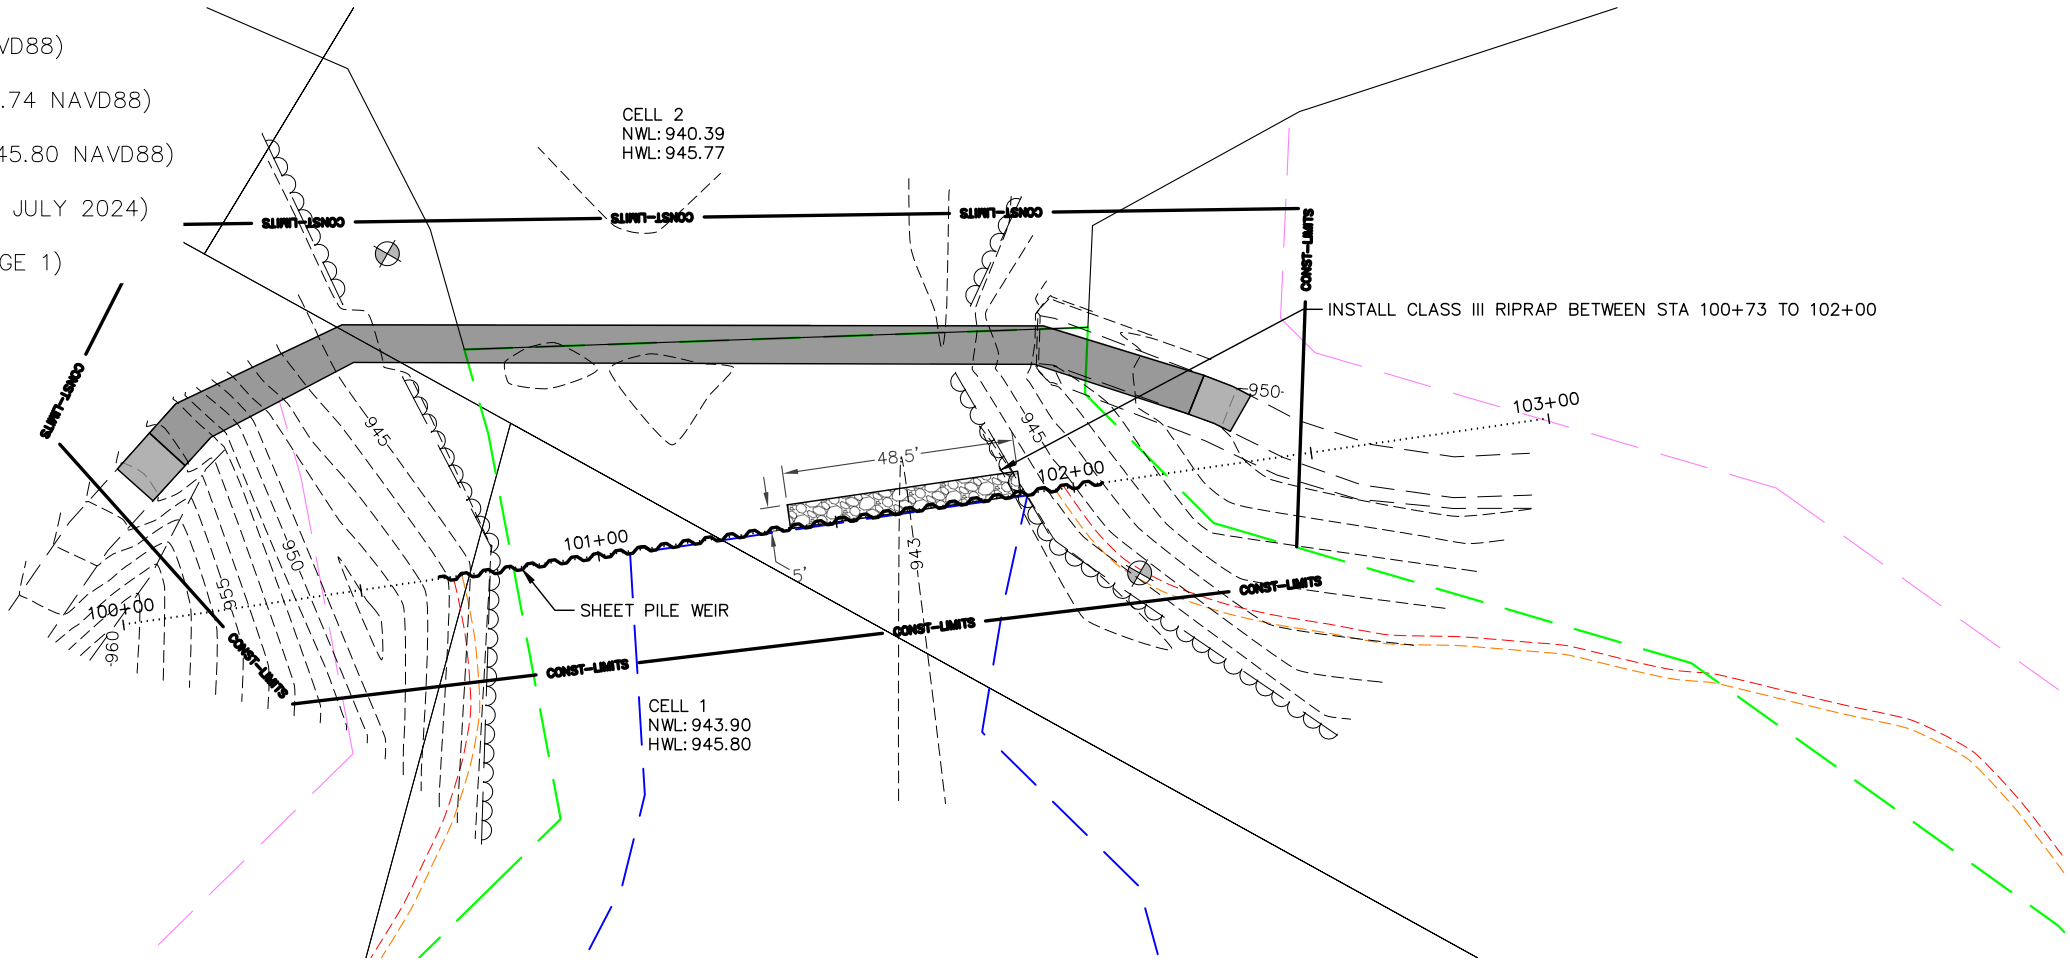 VD88)
.74 NAVD88)
45.80 NAVD88)
JULY 2024)
GE 1)
CELL 2
NWL: 940.39
HWL: 945.77
CONST-LIMITS
CONST-LIMITS
CONST-LIMITS
CONST-LIMITS
INSTALL CLASS III RIPRAP BETWEEN STA 100+73 TO 102+00
CONST-LIMITS
950
103+00
945
945
48.5'
102+00
101+00
943
950
5'
955
100+00
SHEET PILE WEIR
960
CONST-LIMITS
CONST-LIMITS
CONST-LIMITS
CONST-LIMITS
CELL 1
NWL: 943.90
HWL: 945.80